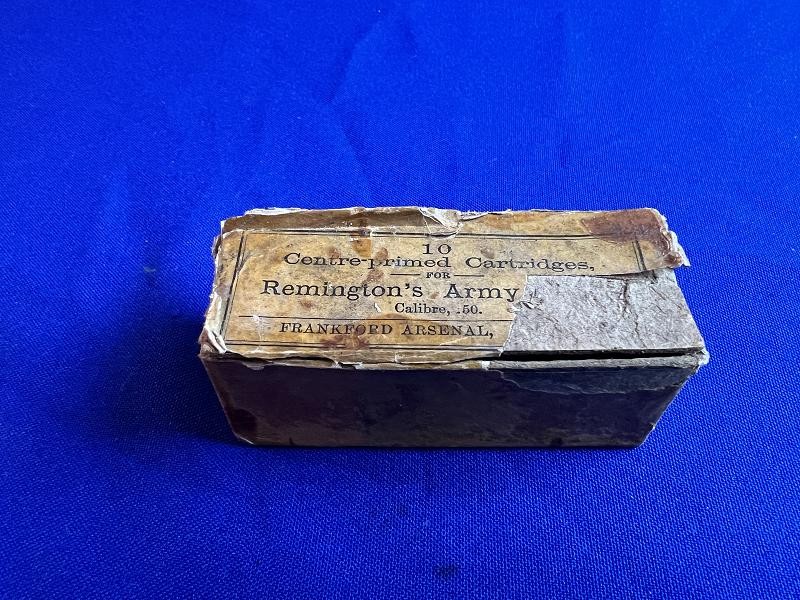 10
Centre-primed Cartridges,
FOR
Remington's Army
Calibre, .50.
FRANKFORD ARSENAL,